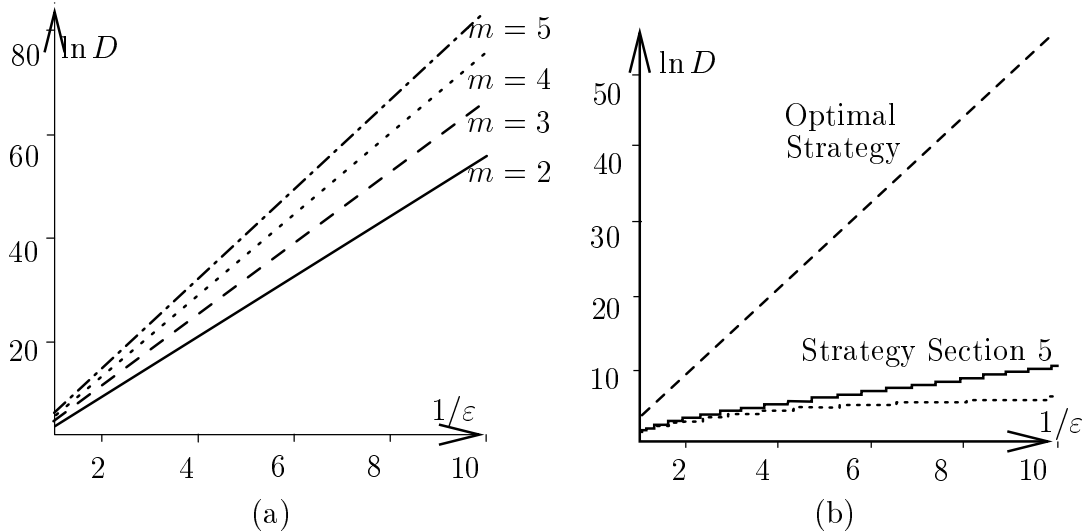 80
ln D
m = 5
m = 4
m = 3
m = 2
60
40
20
1/ε
2 4 6 8 10
(a)
ln D
50
40
30
20
10
Optimal
Strategy
Strategy Section 5
1/ε
2 4 6 8 10
(b)